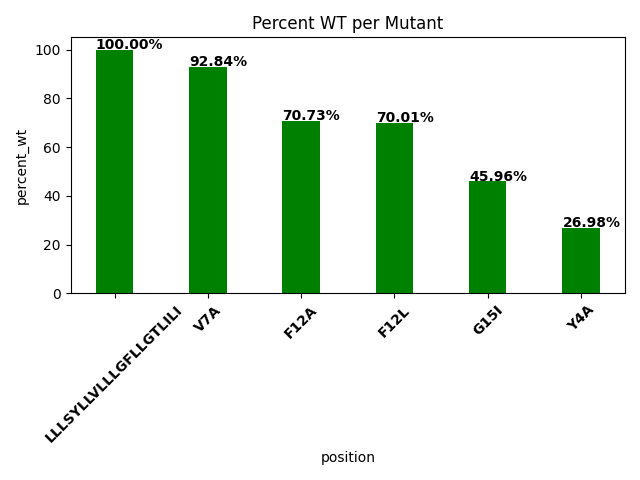 Percent WT per Mutant
percent_wt
100
80
60
40
20
0
100.00%
92.84%
70.73%
70.01%
45.96%
26.98%
LLLSYLLVLLLGFLLGTLILI
V7A
F12A
F12L
G15I
Y4A
position